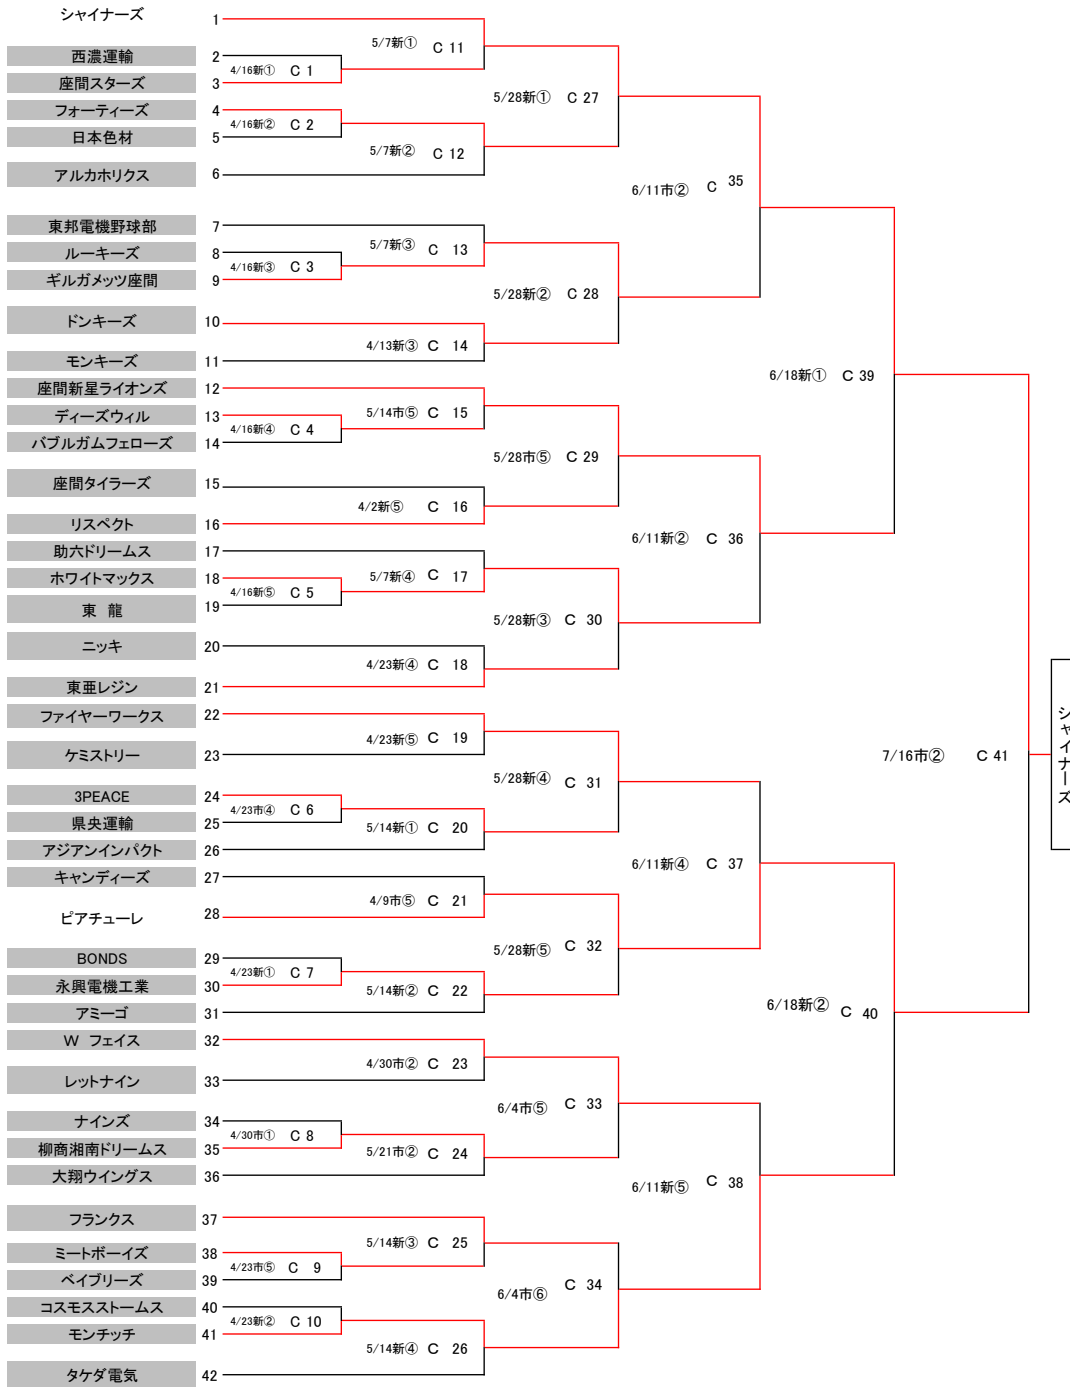 シャイナーズ 1
西濃運輸 2
座間スターズ 3
フォーティーズ 4
日本色材 5
アルカホリクス 6
東邦電機野球部 7
ルーキーズ 8
ギルガメッツ座間 9
ドンキーズ 10
モンキーズ 11
座間新星ライオンズ 12
ディーズウィル 13
バブルガムフェローズ 14
座間タイラーズ 15
リスペクト 16
助六ドリームス 17
ホワイトマックス 18
東 龍 19
ニッキ 20
東亜レジン 21
ファイヤーワークス 22
ケミストリー 23
3PEACE 24
県央運輸 25
アジアンインパクト 26
キャンディーズ 27
ピアチューレ 28
BONDS 29
永興電機工業 30
アミーゴ 31
W フェイス 32
レットナイン 33
ナインズ 34
柳商湘南ドリームス 35
大翔ウイングス 36
フランクス 37
ミートボーイズ 38
ベイブリーズ 39
コスモスストームス 40
モンチッチ 41
タケダ電気 42
4/16新① C 1
4/16新② C 2
4/16新③ C 3
4/16新④ C 4
4/16新⑤ C 5
4/23市④ C 6
4/23新① C 7
4/30市① C 8
4/23市⑤ C 9
4/23新② C 10
5/7新① C 11
5/7新② C 12
5/7新③ C 13
4/13新③ C 14
5/14市⑤ C 15
4/2新⑤ C 16
5/7新④ C 17
4/23新④ C 18
4/23新⑤ C 19
5/14新① C 20
4/9市⑤ C 21
5/14新② C 22
4/30市② C 23
5/21市② C 24
5/14新③ C 25
5/14新④ C 26
5/28新① C 27
5/28新② C 28
5/28市⑤ C 29
5/28新③ C 30
5/28新④ C 31
5/28新⑤ C 32
6/4市⑤ C 33
6/4市⑥ C 34
6/11市② C 35
6/11新② C 36
6/11新④ C 37
6/11新⑤ C 38
6/18新① C 39
6/18新② C 40
7/16市② C 41
シャイナーズ